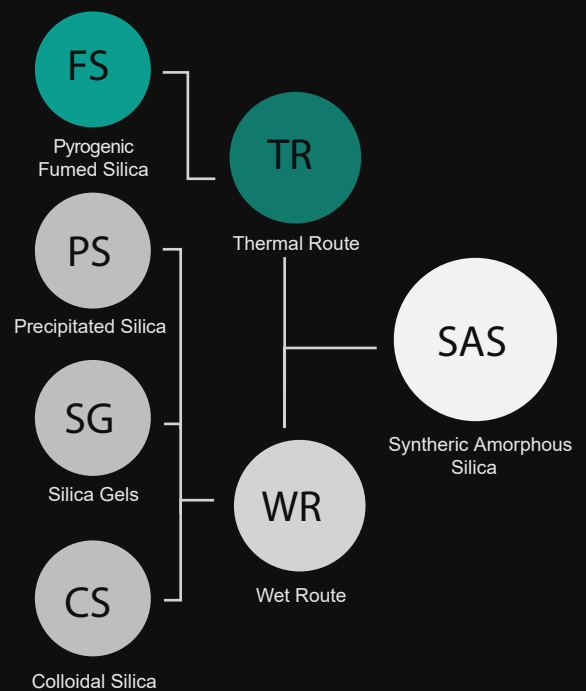 FS
Pyrogenic
Fumed Silica
TR
Thermal Route
PS
Precipitated Silica
SAS
Syntheric Amorphous
Silica
SG
Silica Gels
WR
Wet Route
CS
Colloidal Silica